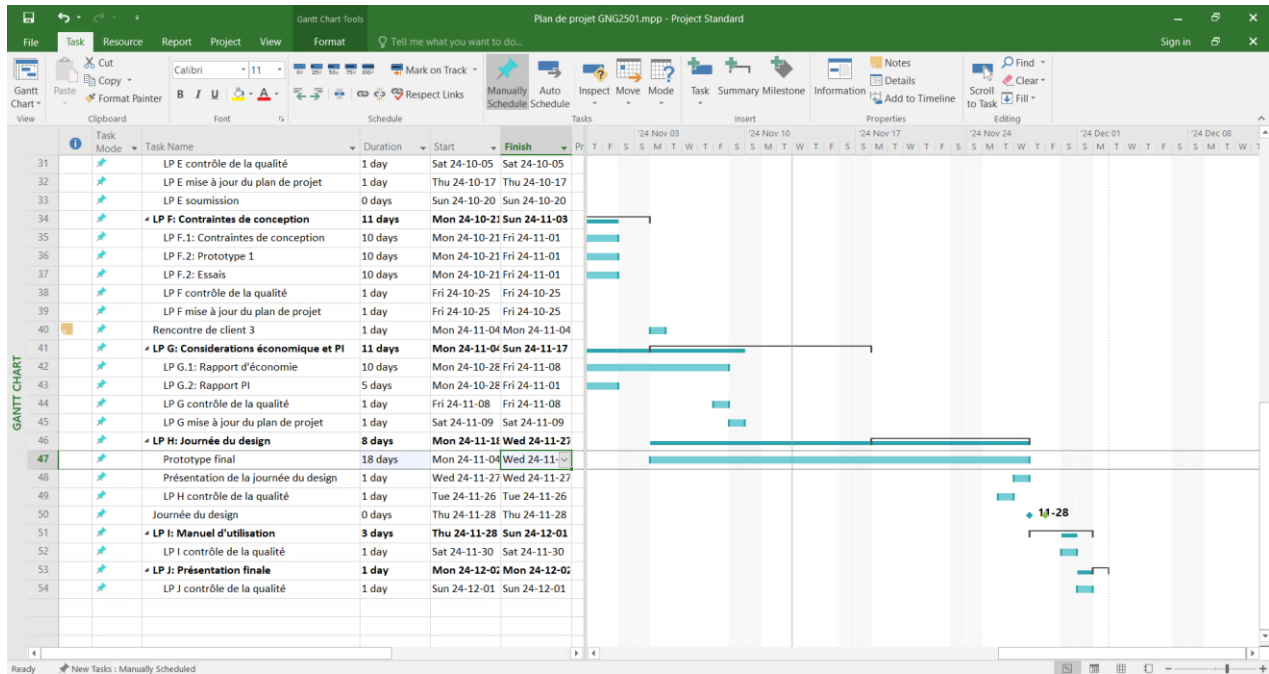 Gantt Chart Tools
Plan de projet GNG2501.mpp - Project Standard
File Task Resource Report Project View Format Tell me what you want to do... Sign in
Gantt Chart
View
Paste
Cut
Copy
Format Painter
Clipboard
Calibri 11
B I U A
Font
0% 25% 50% 75% 100%
Mark on Track
Respect Links
Schedule
Manually Schedule
Auto Schedule
Inspect Move Mode
Tasks
Task Summary Milestone
Insert
Information
Notes
Details
Add to Timeline
Properties
Scroll to Task
Find
Clear
Fill
Editing
Task Mode Task Name Duration Start Finish Pr
'24 Nov 03 '24 Nov 10 '24 Nov 17 '24 Nov 24 '24 Dec 01 '24 Dec 08
T F S S M T W T F S S M T W T F S S M T W T F S S M T W T F S S M T W T F S S M T W
31 LP E contrôle de la qualité 1 day Sat 24-10-05 Sat 24-10-05
32 LP E mise à jour du plan de projet 1 day Thu 24-10-17 Thu 24-10-17
33 LP E soumission 0 days Sun 24-10-20 Sun 24-10-20
34 LP F: Contraintes de conception 11 days Mon 24-10-21 Sun 24-11-03
35 LP F.1: Contraintes de conception 10 days Mon 24-10-21 Fri 24-11-01
36 LP F.2: Prototype 1 10 days Mon 24-10-21 Fri 24-11-01
37 LP F.2: Essais 10 days Mon 24-10-21 Fri 24-11-01
38 LP F contrôle de la qualité 1 day Fri 24-10-25 Fri 24-10-25
39 LP F mise à jour du plan de projet 1 day Fri 24-10-25 Fri 24-10-25
40 Rencontre de client 3 1 day Mon 24-11-04 Mon 24-11-04
41 LP G: Considerations économique et PI 11 days Mon 24-11-04 Sun 24-11-17
42 LP G.1: Rapport d'économie 10 days Mon 24-10-28 Fri 24-11-08
43 LP G.2: Rapport PI 5 days Mon 24-10-28 Fri 24-11-01
44 LP G contrôle de la qualité 1 day Fri 24-11-08 Fri 24-11-08
45 LP G mise à jour du plan de projet 1 day Sat 24-11-09 Sat 24-11-09
46 LP H: Journée du design 8 days Mon 24-11-18 Wed 24-11-27
47 Prototype final 18 days Mon 24-11-04 Wed 24-11-
48 Présentation de la journée du design 1 day Wed 24-11-27 Wed 24-11-27
49 LP H contrôle de la qualité 1 day Tue 24-11-26 Tue 24-11-26
50 Journée du design 0 days Thu 24-11-28 Thu 24-11-28 11-28
51 LP I: Manuel d'utilisation 3 days Thu 24-11-28 Sun 24-12-01
52 LP I contrôle de la qualité 1 day Sat 24-11-30 Sat 24-11-30
53 LP J: Présentation finale 1 day Mon 24-12-02 Mon 24-12-02
54 LP J contrôle de la qualité 1 day Sun 24-12-01 Sun 24-12-01
GANTT CHART
Ready New Tasks : Manually Scheduled